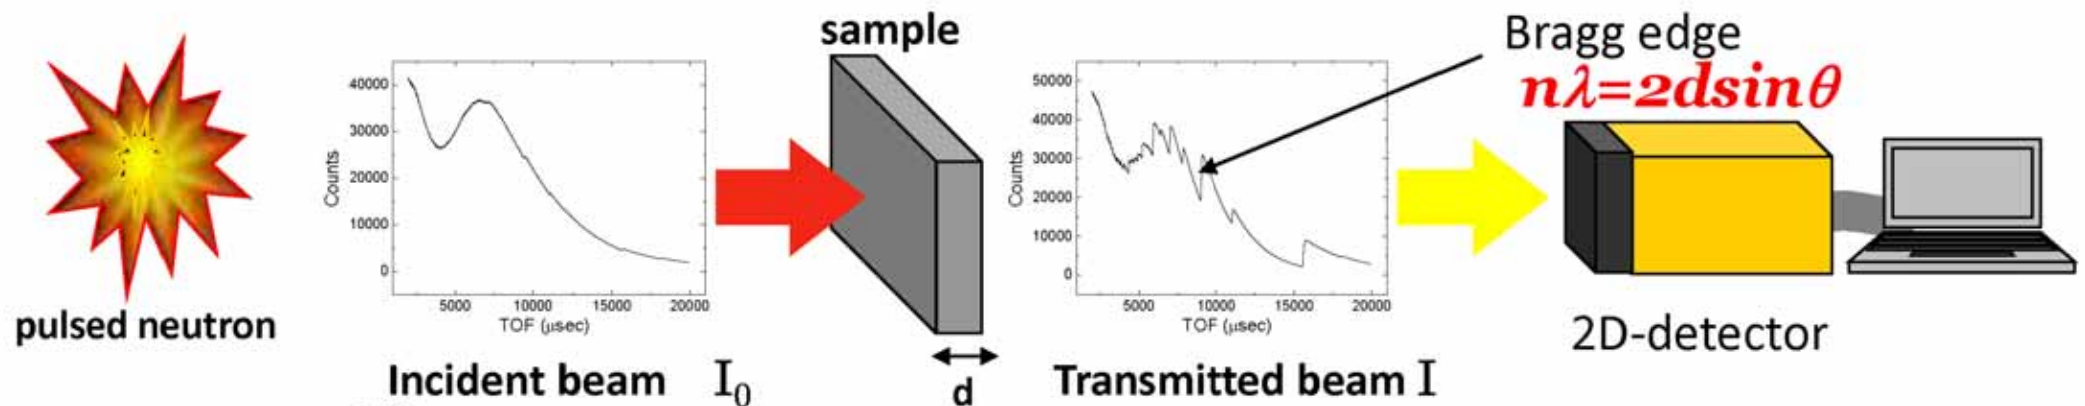 pulsed neutron
40000
30000
20000
10000
0
Counts
5000 10000 15000 20000
TOF (μsec)
Incident beam I₀
sample
d
50000
40000
30000
20000
10000
0
Counts
5000 10000 15000 20000
TOF (μsec)
Transmitted beam I
Bragg edge
nλ=2dsinθ
2D-detector